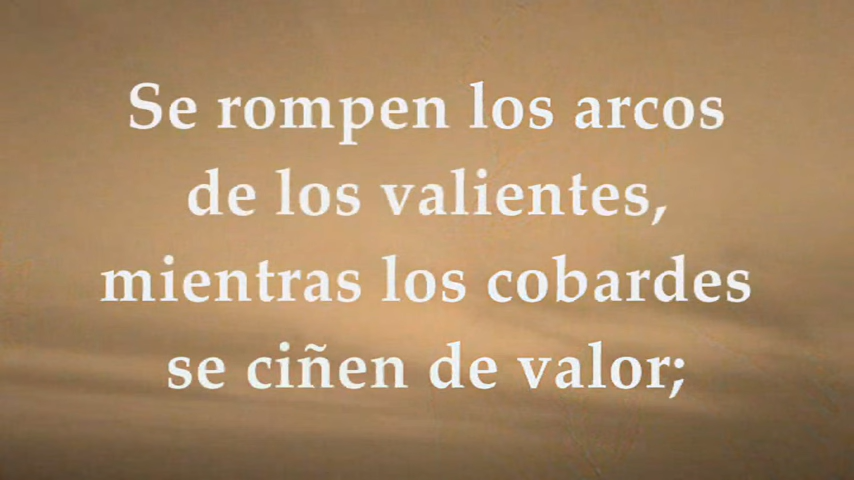 Se rompen los arcos
de los valientes,
mientras los cobardes
se ciñen de valor;